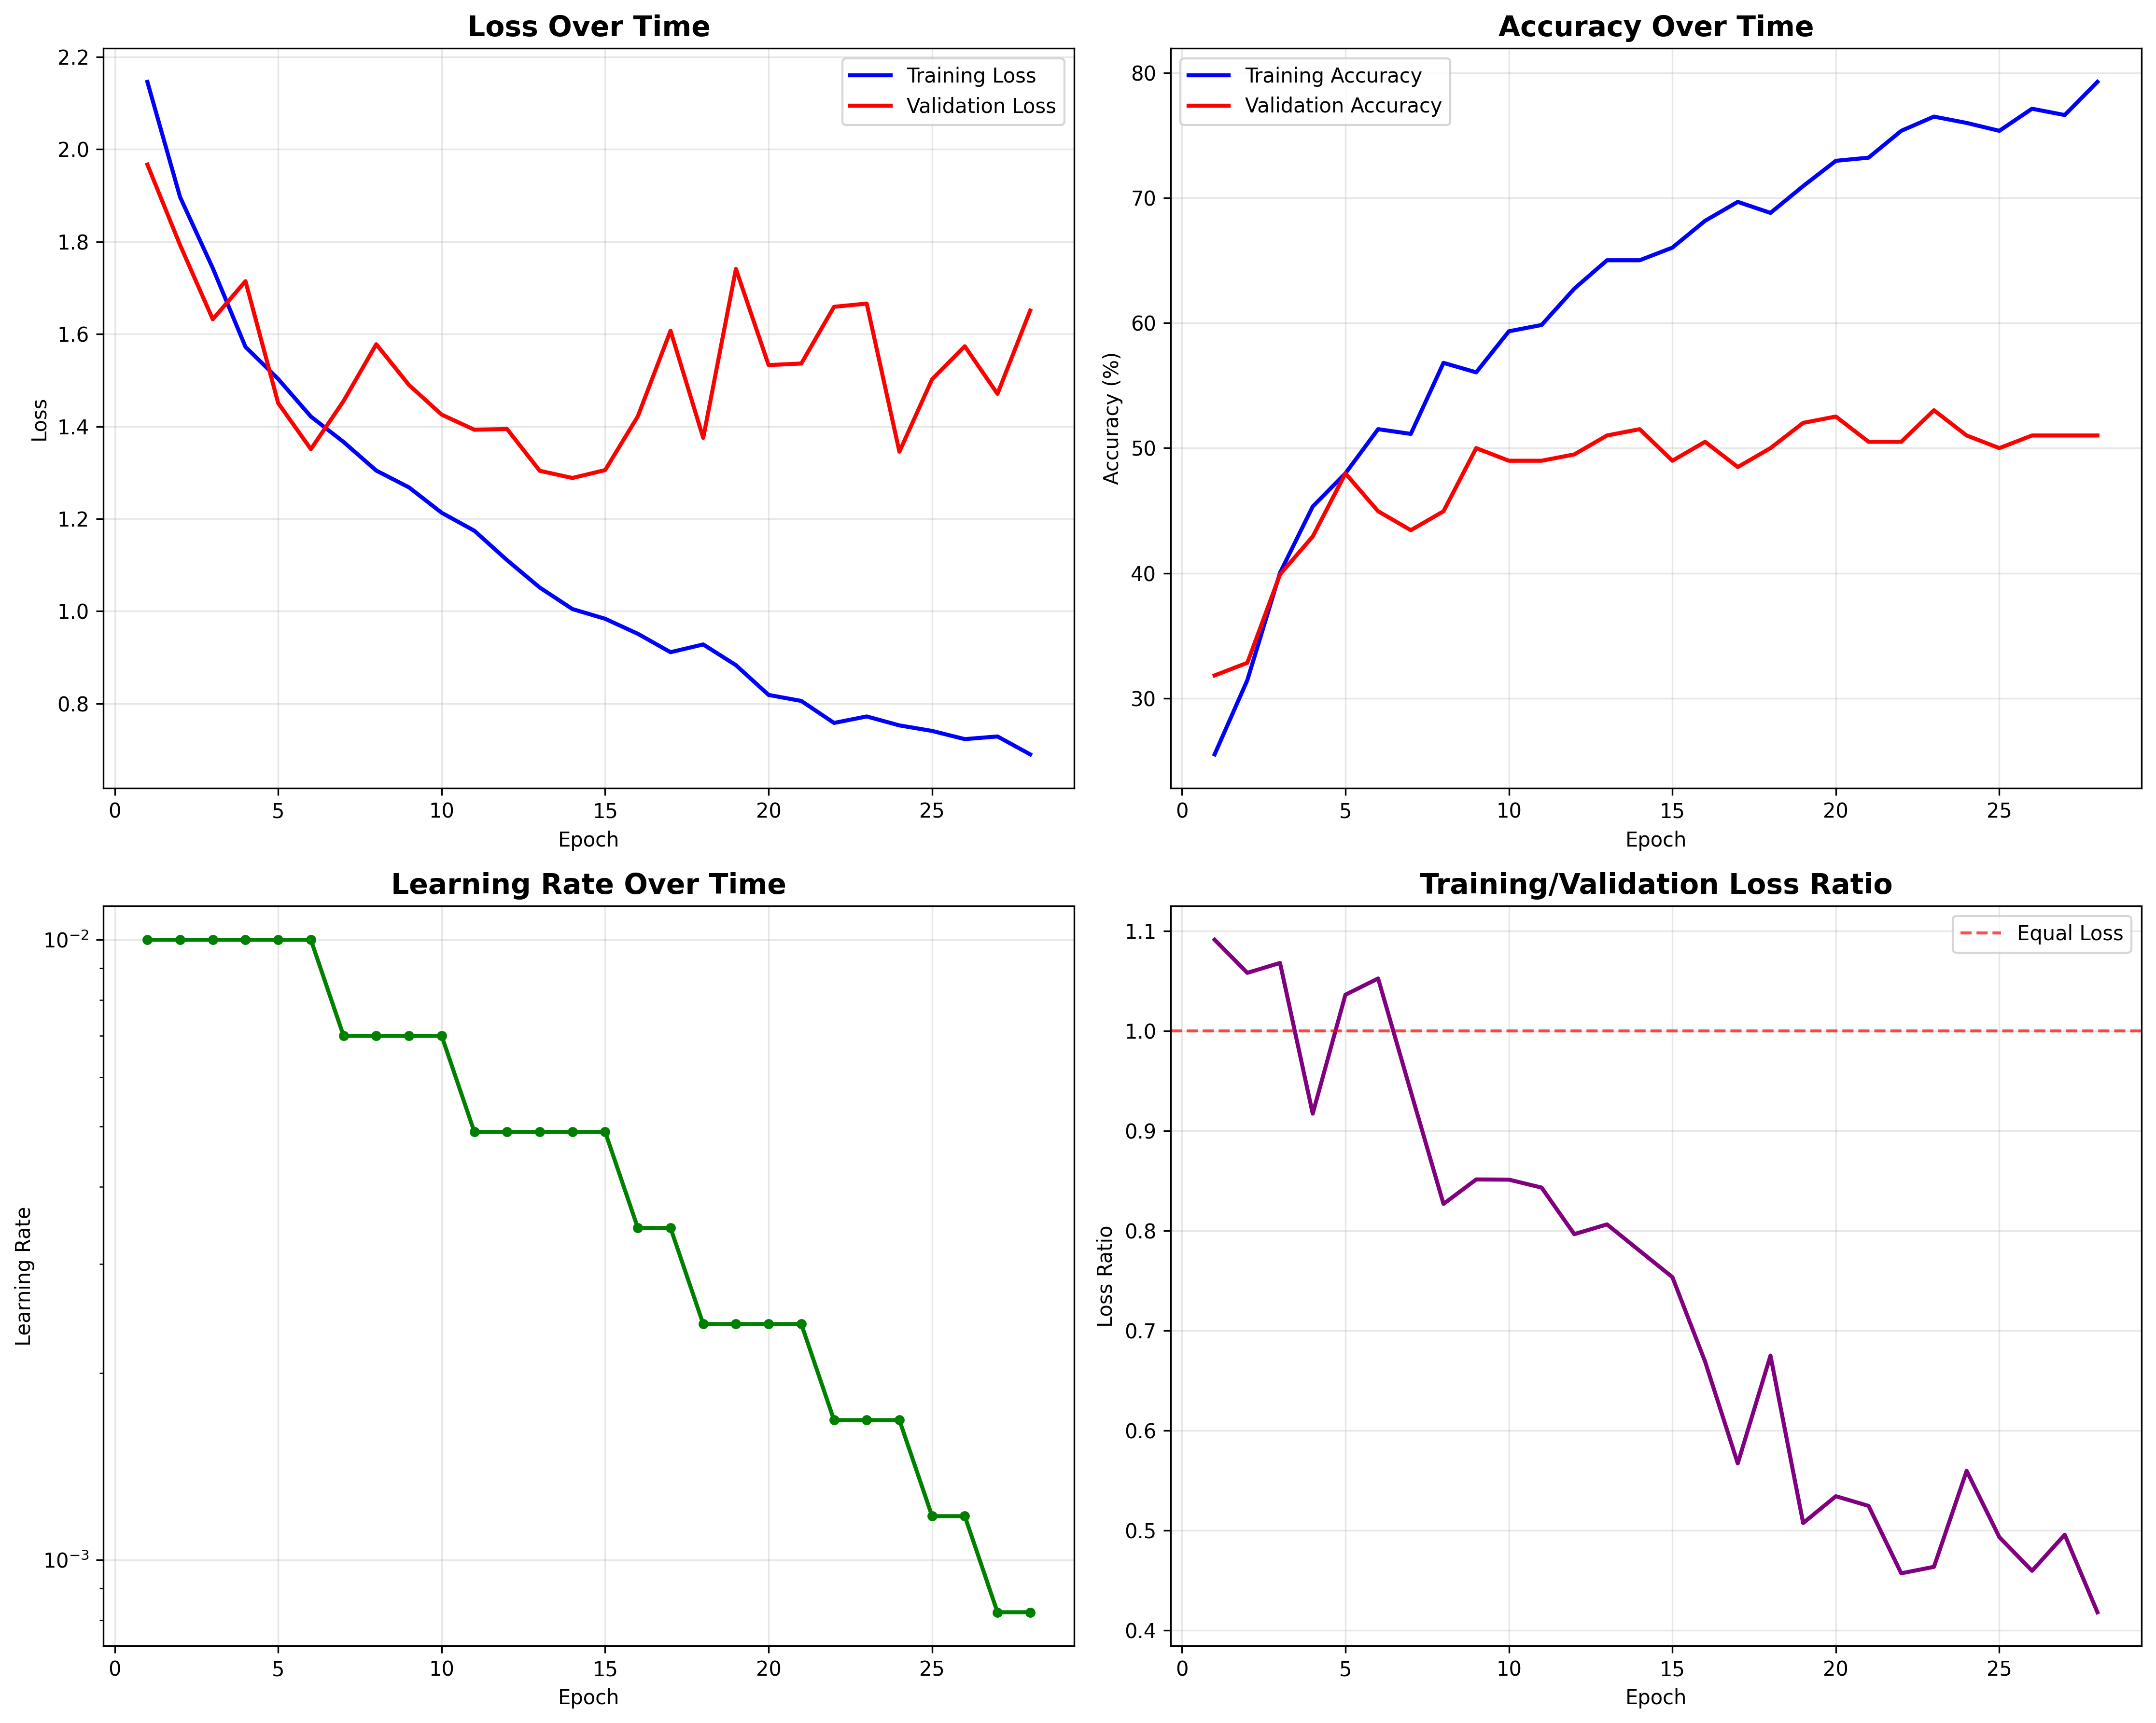 Loss Over Time
2.2
2.0
1.8
1.6
1.4
1.2
1.0
0.8
Loss
Training Loss
Validation Loss
0 5 10 15 20 25
Epoch
Accuracy Over Time
80
70
60
50
40
30
Accuracy (%)
Training Accuracy
Validation Accuracy
0 5 10 15 20 25
Epoch
Learning Rate Over Time
10⁻²
10⁻³
Learning Rate
0 5 10 15 20 25
Epoch
Training/Validation Loss Ratio
1.1
1.0
0.9
0.8
0.7
0.6
0.5
0.4
Loss Ratio
Equal Loss
0 5 10 15 20 25
Epoch